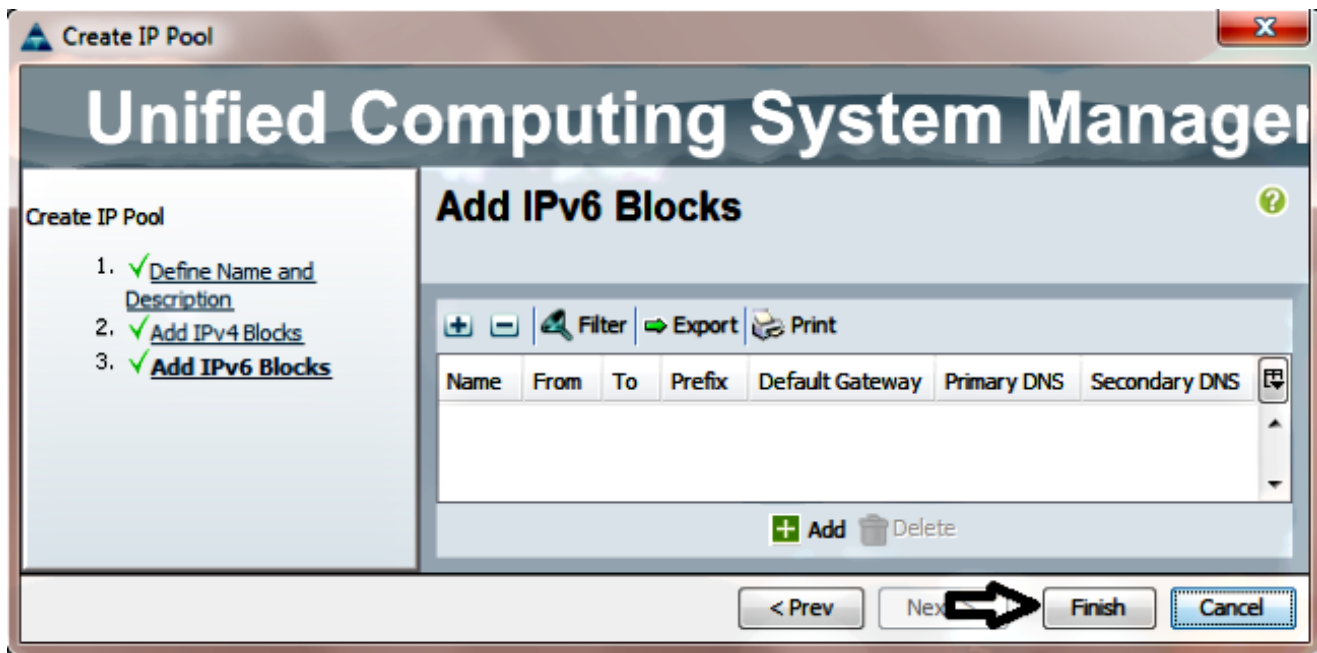 Create IP Pool
Unified Computing System Manager
Create IP Pool
1. Define Name and
Description
2. Add IPv4 Blocks
3. Add IPv6 Blocks
Add IPv6 Blocks
Filter Export Print
Name From To Prefix Default Gateway Primary DNS Secondary DNS
Add Delete
< Prev Nex Finish Cancel